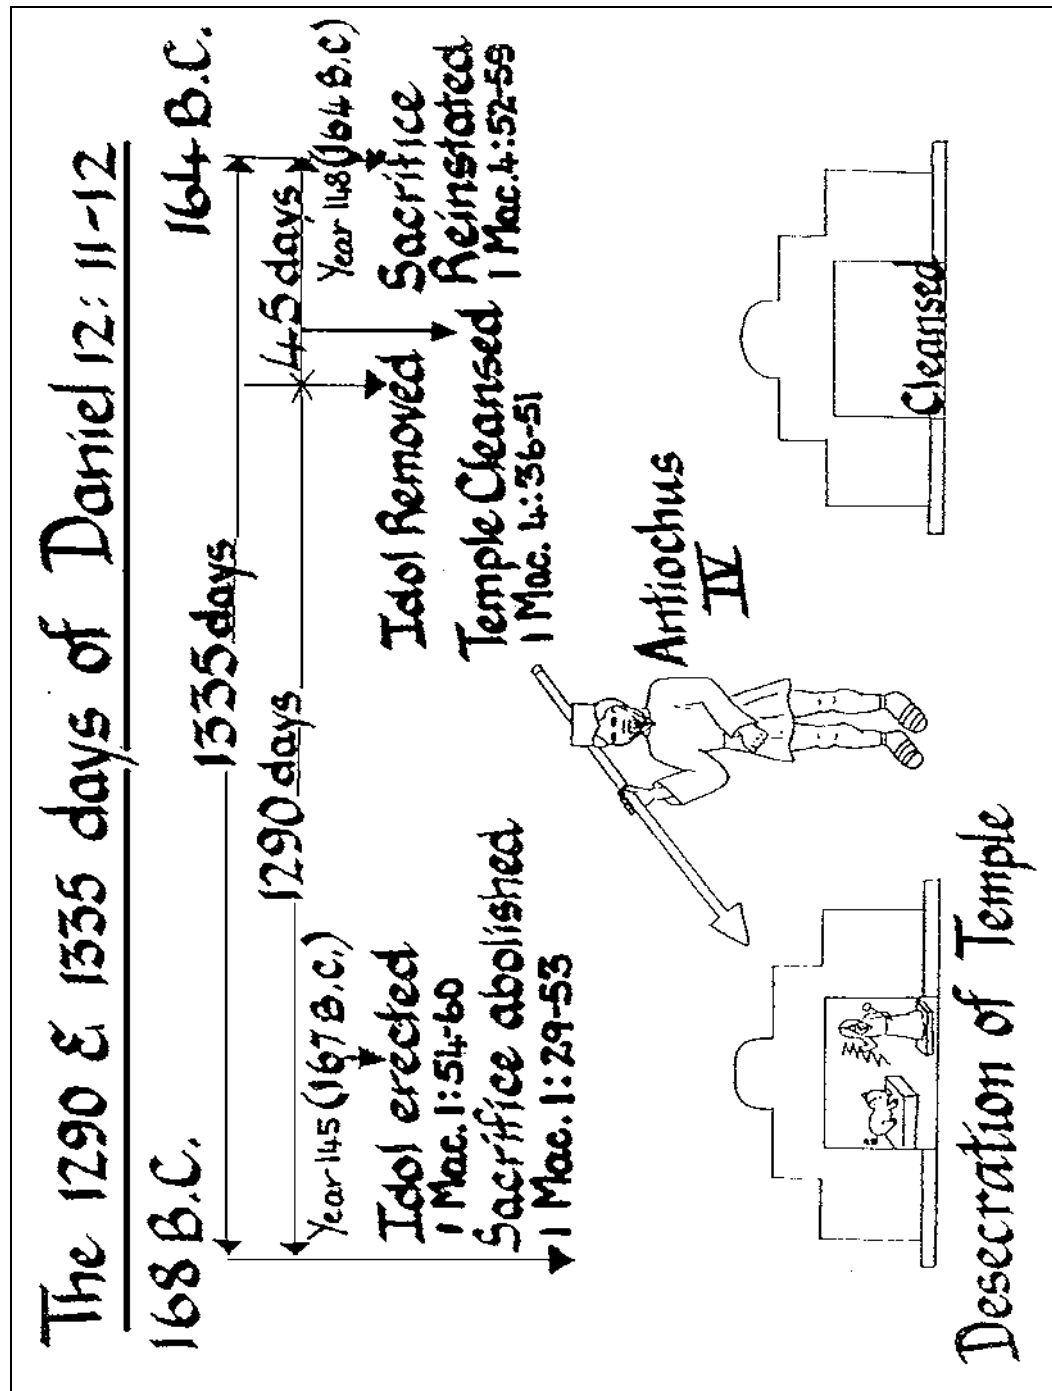 The 1290 & 1335 days of Daniel 12:11-12
168 B.C.
164 B.C.
1335 days
1290 days
45 days
Year 145 (167 B.C.)
Year 148 (164 B.C)
Idol erected
1 Mac. 1:54-60
Sacrifice abolished
1 Mac. 1:29-53
Idol Removed
Temple Cleansed
1 Mac. 4:36-51
Sacrifice
Reinstated
1 Mac. 4:52-59
Antiochus
IV
Cleansed
Desecration of Temple